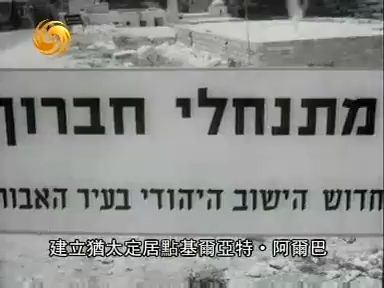 מתנחלי חברון
חדוש הישוב היהודי בעיר האבות
建立猶太定居點基爾亞特·阿爾巴